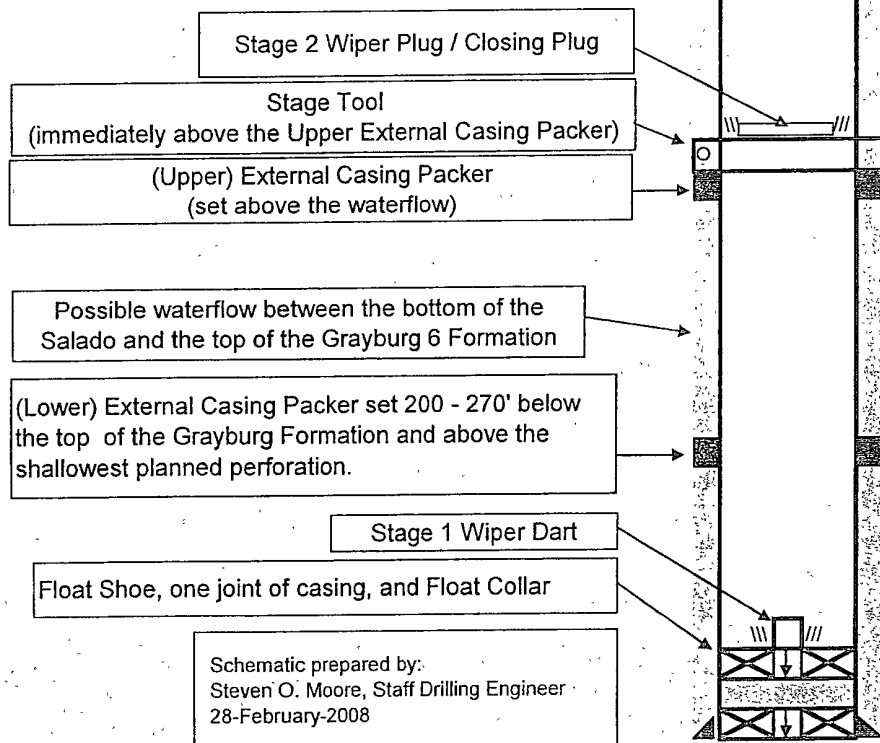 Stage 2 Wiper Plug / Closing Plug
Stage Tool
(immediately above the Upper External Casing Packer)
(Upper) External Casing Packer
(set above the waterflow)
Possible waterflow between the bottom of the
Salado and the top of the Grayburg 6 Formation
(Lower) External Casing Packer set 200 - 270' below
the top of the Grayburg Formation and above the
shallowest planned perforation.
Stage 1 Wiper Dart
Float Shoe, one joint of casing, and Float Collar
Schematic prepared by:
Steven O. Moore, Staff Drilling Engineer
28-February-2008